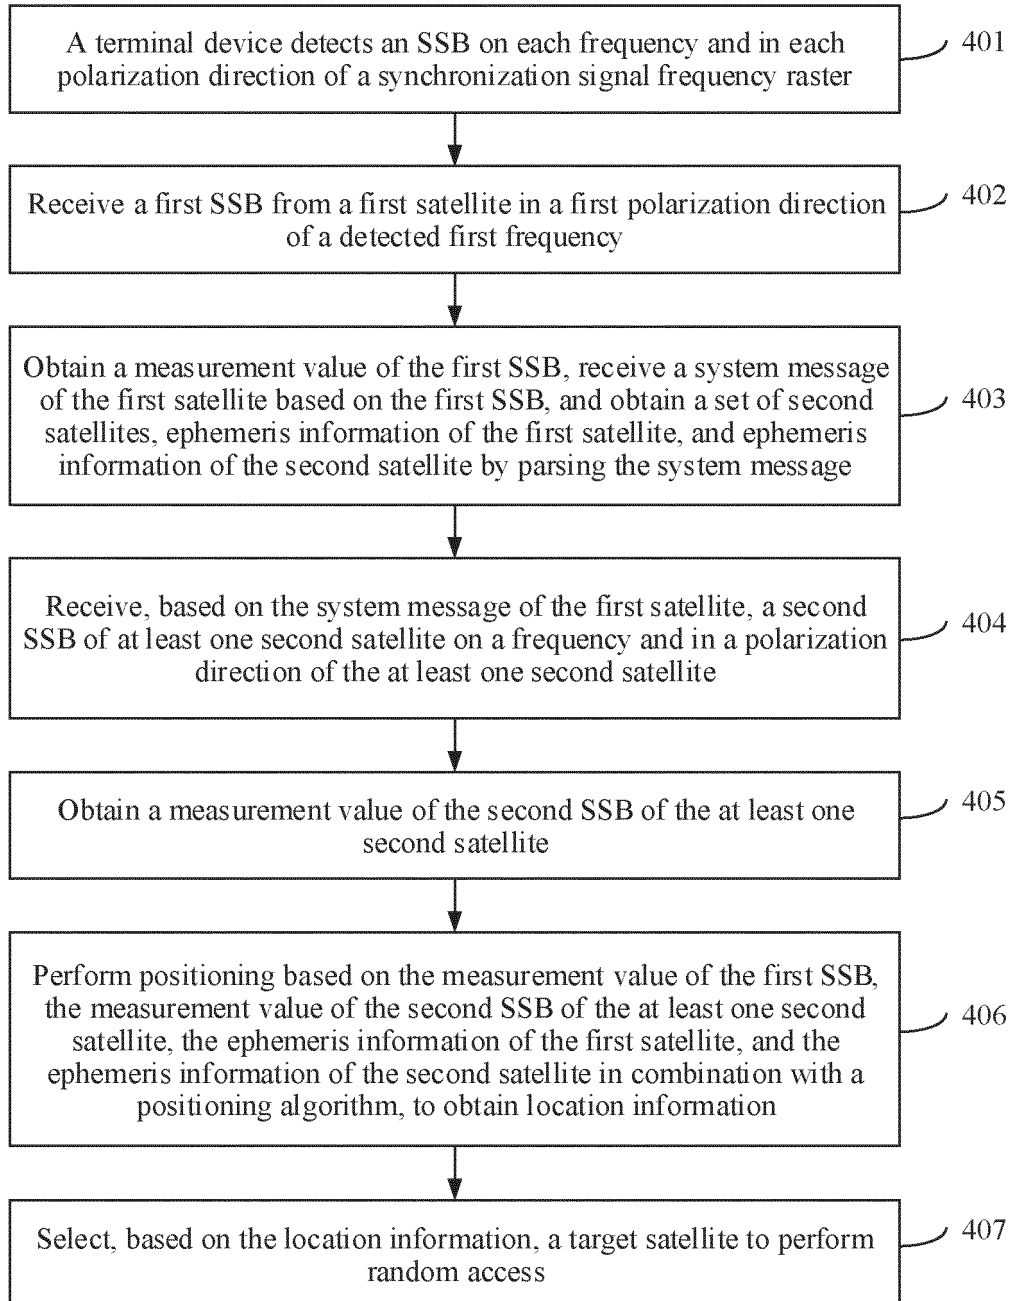 A terminal device detects an SSB on each frequency and in each
polarization direction of a synchronization signal frequency raster
401
Receive a first SSB from a first satellite in a first polarization direction
of a detected first frequency
402
Obtain a measurement value of the first SSB, receive a system message
of the first satellite based on the first SSB, and obtain a set of second
satellites, ephemeris information of the first satellite, and ephemeris
information of the second satellite by parsing the system message
403
Receive, based on the system message of the first satellite, a second
SSB of at least one second satellite on a frequency and in a polarization
direction of the at least one second satellite
404
Obtain a measurement value of the second SSB of the at least one
second satellite
405
Perform positioning based on the measurement value of the first SSB,
the measurement value of the second SSB of the at least one second
satellite, the ephemeris information of the first satellite, and the
ephemeris information of the second satellite in combination with a
positioning algorithm, to obtain location information
406
Select, based on the location information, a target satellite to perform
random access
407